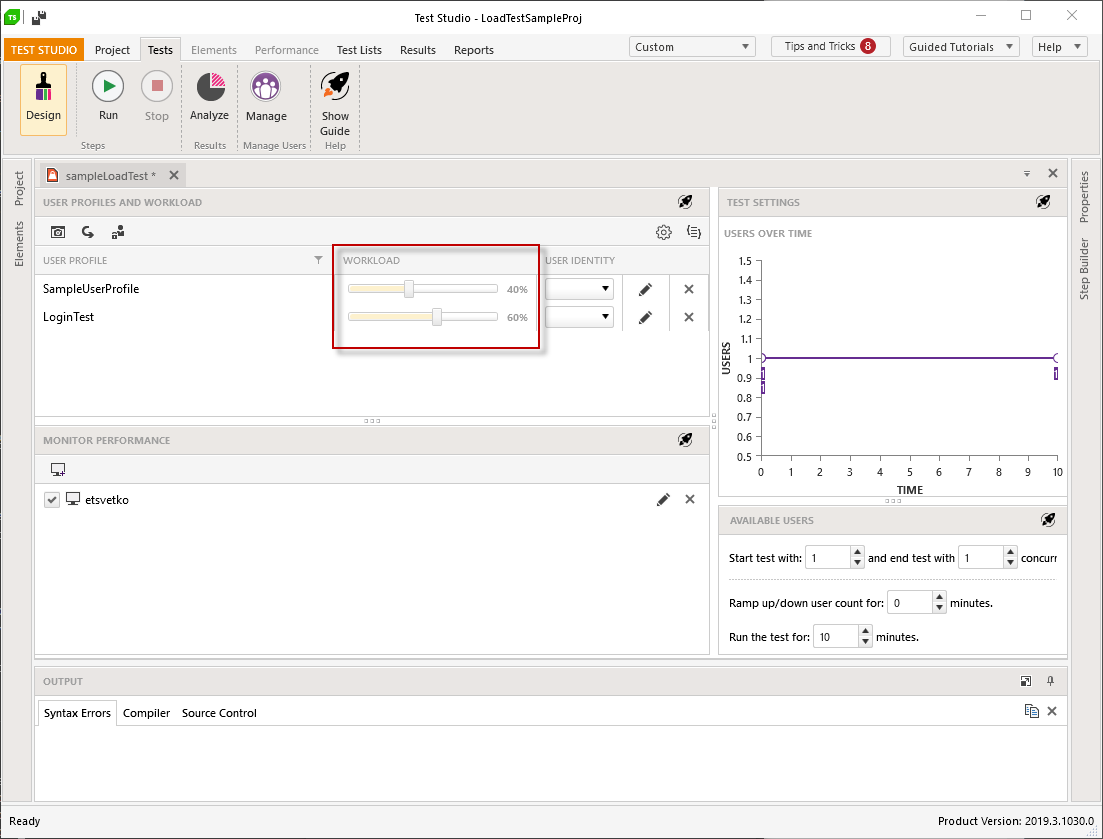 TS
Test Studio - LoadTestSampleProj
TEST STUDIO Project Tests Elements Performance Test Lists Results Reports Custom Tips and Tricks 8 Guided Tutorials Help
Design Run Stop Analyze Manage Show Guide
Steps Results Manage Users Help
Project
Elements
sampleLoadTest *
USER PROFILES AND WORKLOAD
USER PROFILE WORKLOAD USER IDENTITY
SampleUserProfile 40%
LoginTest 60%
MONITOR PERFORMANCE
etsvetko
TEST SETTINGS
USERS OVER TIME
USERS
1.5
1.4
1.3
1.2
1.1
1
0.9
0.8
0.7
0.6
0.5
1
1
1
0 1 2 3 4 5 6 7 8 9 10
TIME
AVAILABLE USERS
Start test with: 1 and end test with 1 concurr
Ramp up/down user count for: 0 minutes.
Run the test for: 10 minutes.
Properties
Step Builder
OUTPUT
Syntax Errors Compiler Source Control
Ready Product Version: 2019.3.1030.0